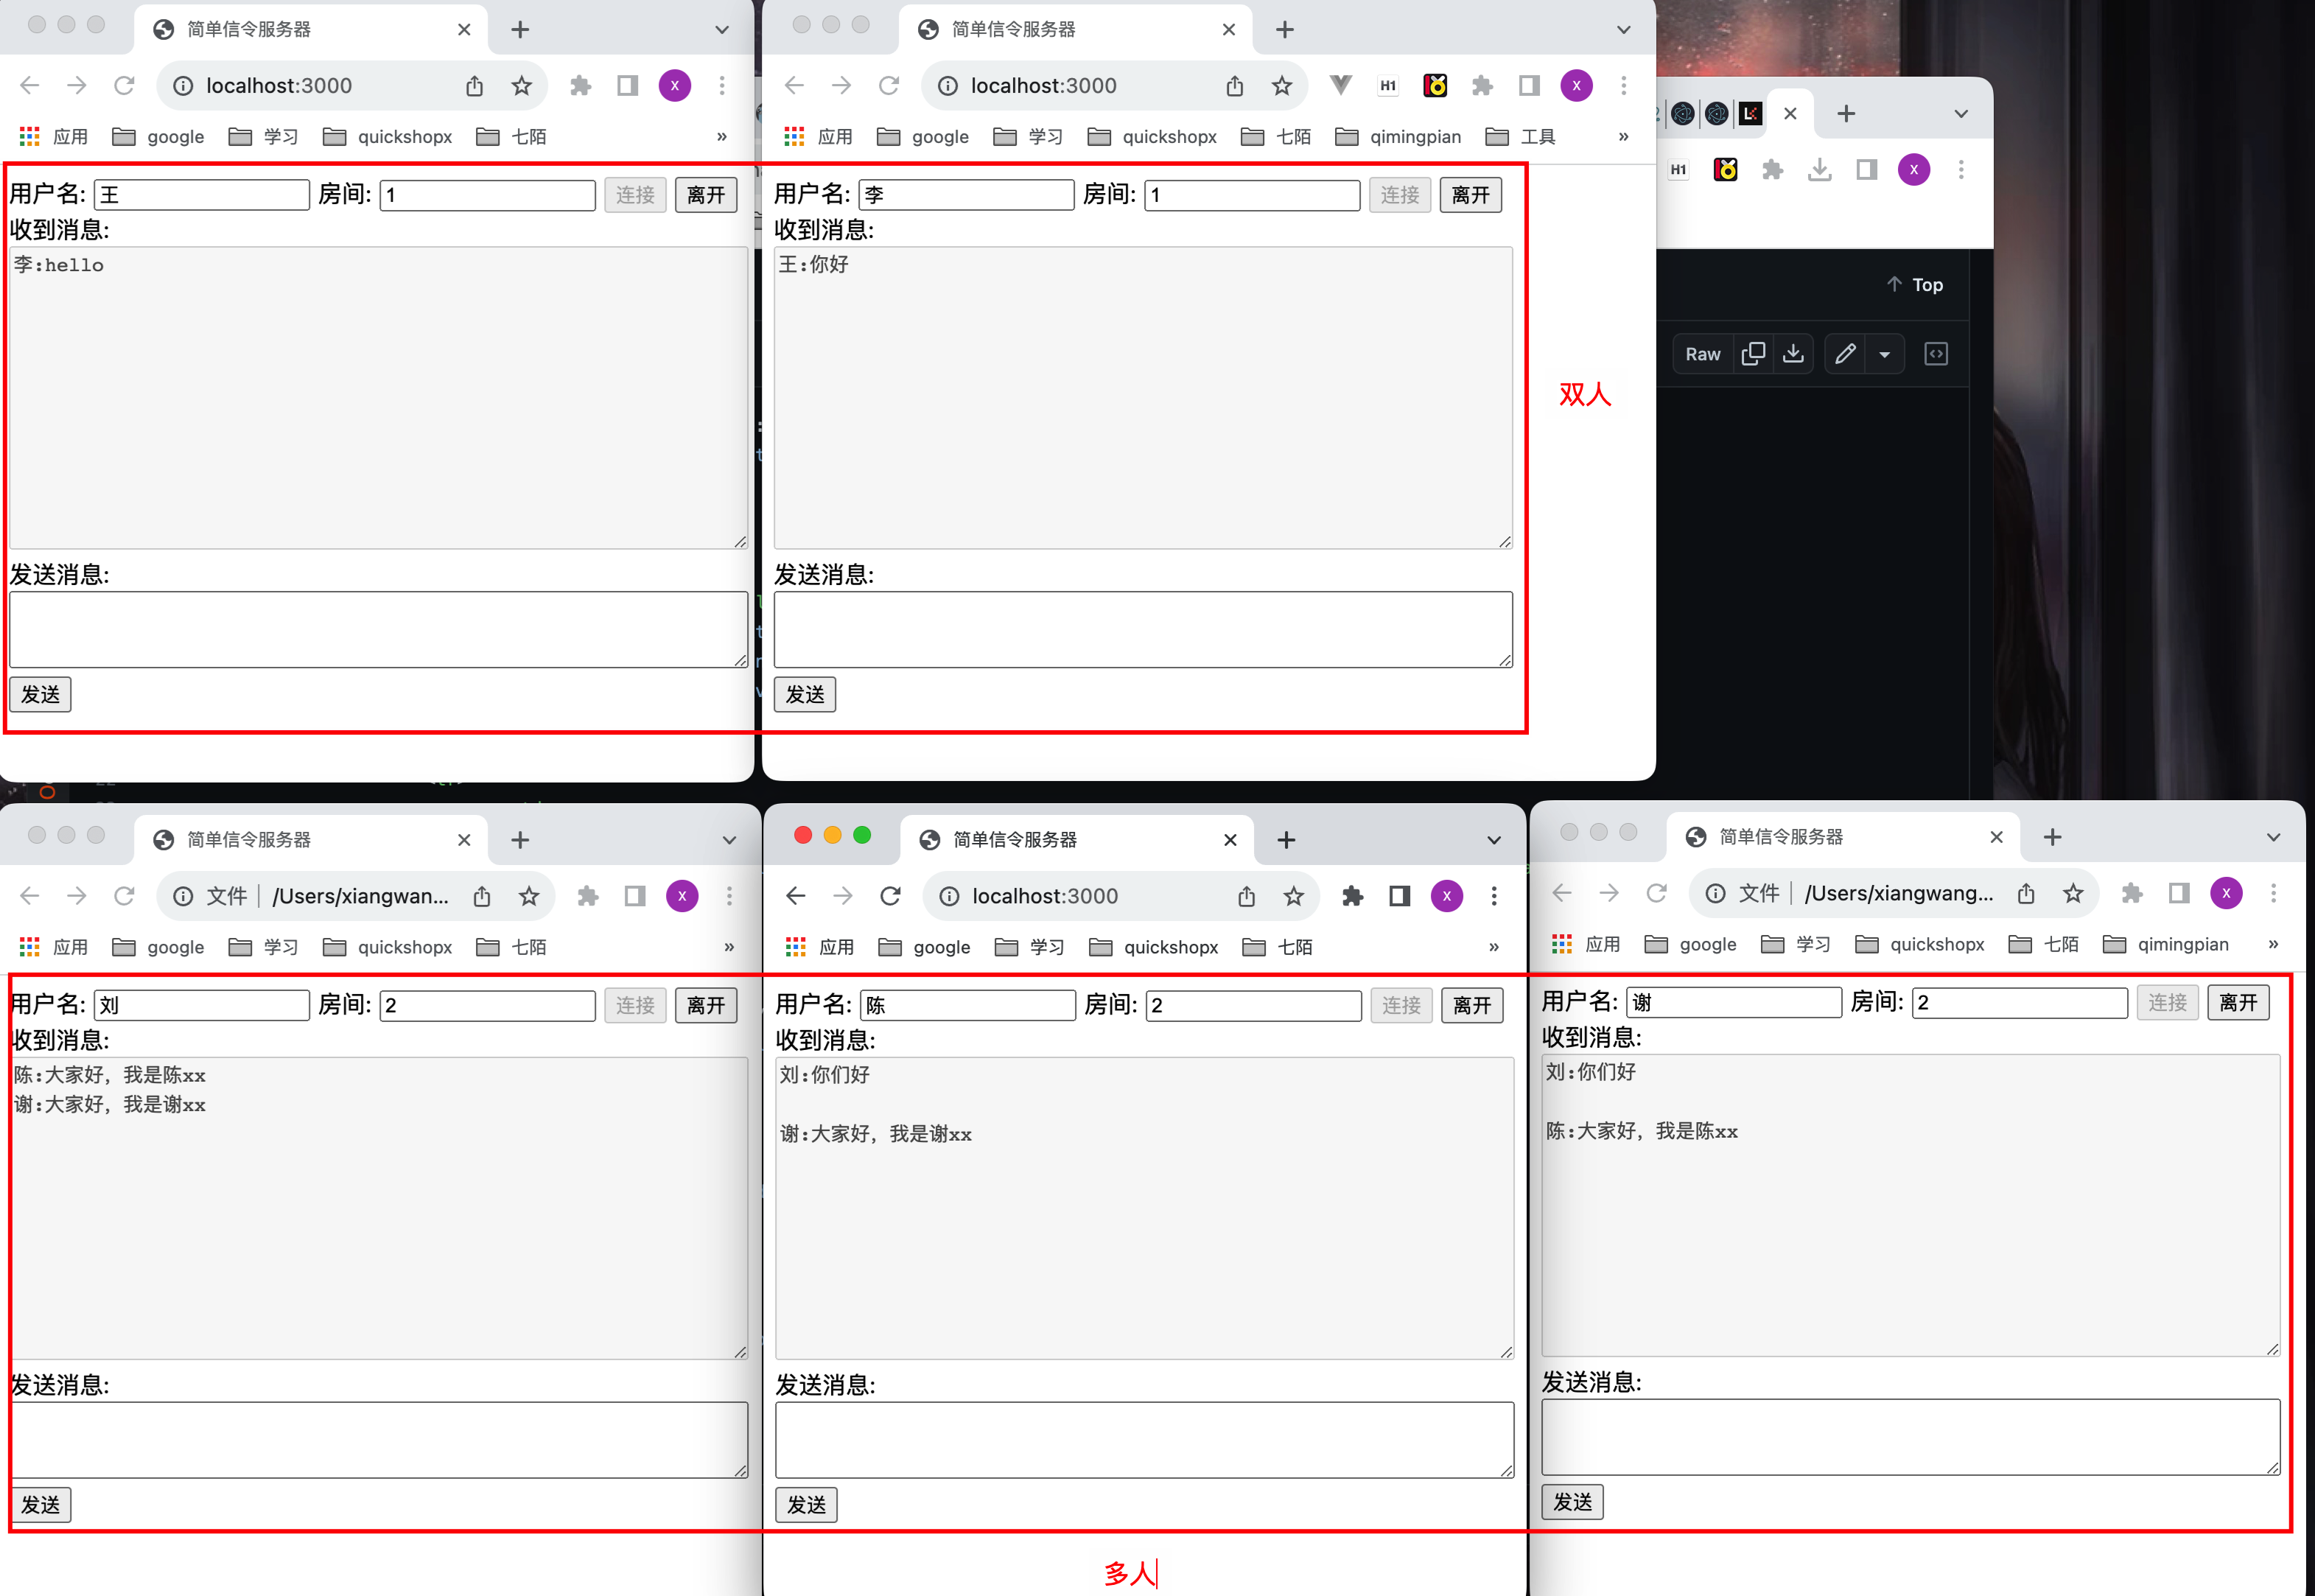 简单信令服务器
localhost:3000
应用 google 学习 quickshopx 七陌 »
用户名: 王 房间: 1 连接 离开
收到消息:
李:hello
发送消息:
发送
简单信令服务器
localhost:3000 H1 X
应用 google 学习 quickshopx 七陌 qimingpian 工具 »
用户名: 李 房间: 1 连接 离开
收到消息:
王:你好
发送消息:
发送
双人
H1 X
Top
Raw
简单信令服务器
文件 /Users/xiangwan... X
应用 google 学习 quickshopx 七陌 »
用户名: 刘 房间: 2 连接 离开
收到消息:
陈:大家好，我是陈xx
谢:大家好，我是谢xx
发送消息:
发送
简单信令服务器
localhost:3000 X
应用 google 学习 quickshopx 七陌 »
用户名: 陈 房间: 2 连接 离开
收到消息:
刘:你们好
谢:大家好，我是谢xx
发送消息:
发送
多人
简单信令服务器
文件 /Users/xiangwang... X
应用 google 学习 quickshopx 七陌 qimingpian »
用户名: 谢 房间: 2 连接 离开
收到消息:
刘:你们好
陈:大家好，我是陈xx
发送消息:
发送